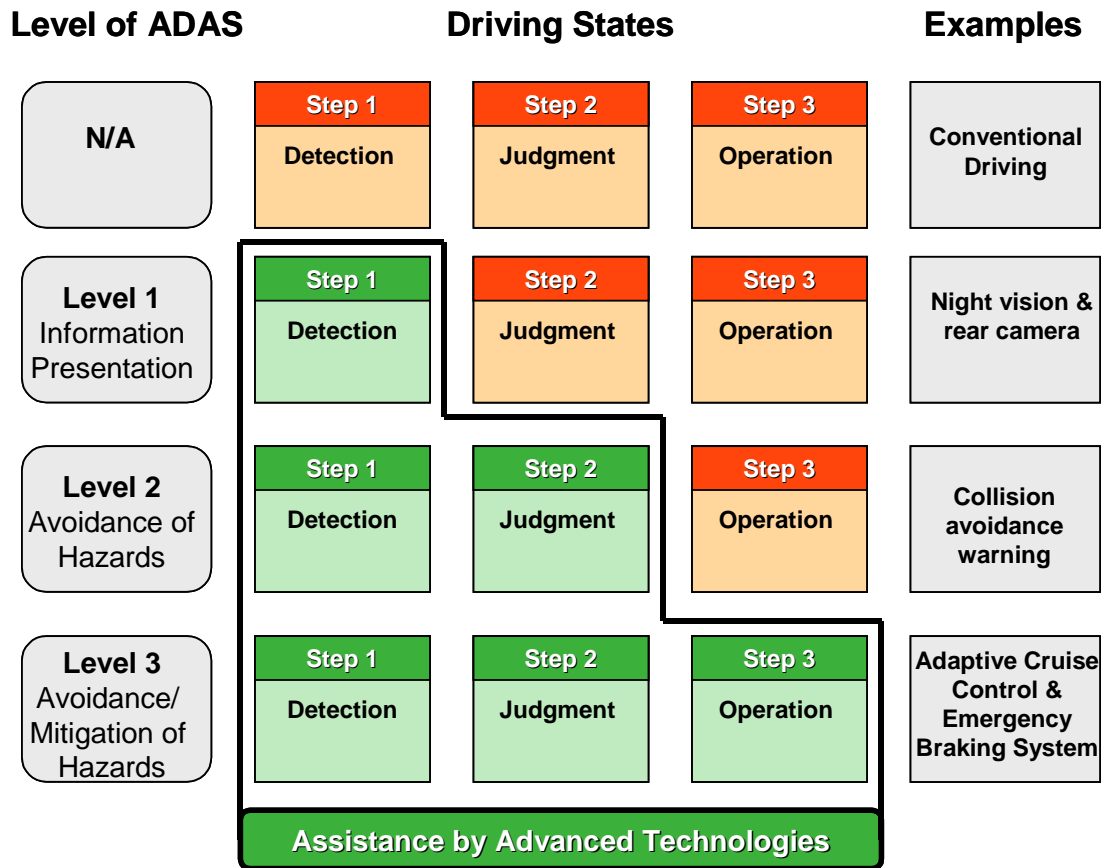 Level of ADAS
Driving States
Examples
N/A
Step 1
Detection
Step 2
Judgment
Step 3
Operation
Conventional
Driving
Level 1
Information
Presentation
Step 1
Detection
Step 2
Judgment
Step 3
Operation
Night vision &
rear camera
Level 2
Avoidance of
Hazards
Step 1
Detection
Step 2
Judgment
Step 3
Operation
Collision
avoidance
warning
Level 3
Avoidance/
Mitigation of
Hazards
Step 1
Detection
Step 2
Judgment
Step 3
Operation
Adaptive Cruise
Control &
Emergency
Braking System
Assistance by Advanced Technologies